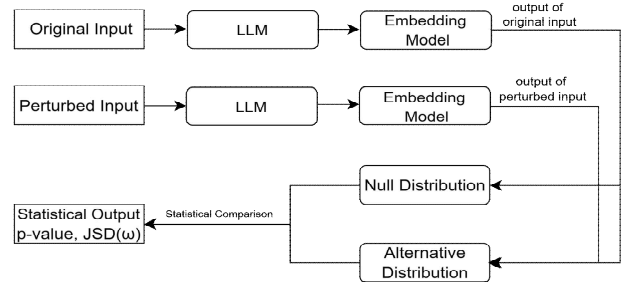 Original Input
LLM
Embedding
Model
output of
original input
Perturbed Input
LLM
Embedding
Model
output of
perturbed input
Null Distribution
Statistical Output
p-value, JSD(ω)
Statistical Comparison
Alternative
Distribution